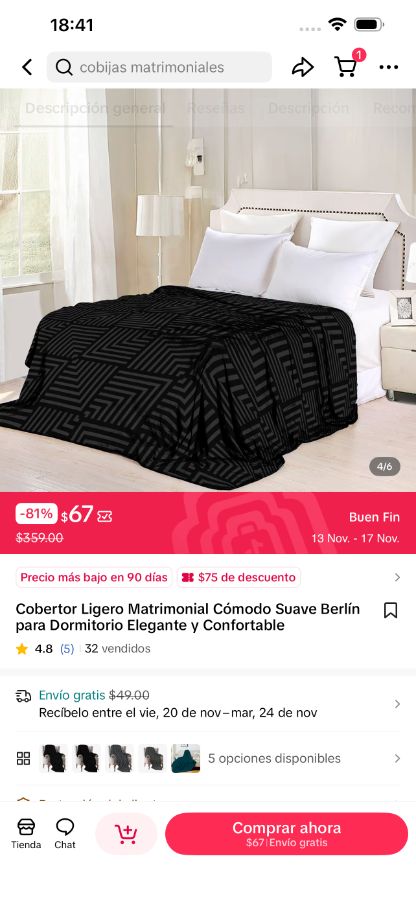 18:41
cobijas matrimoniales
1
Descripción general Reseñas Descripción Recom
4/6
-81% $67
Buen Fin
$359.00
13 Nov. - 17 Nov.
Precio más bajo en 90 días
$75 de descuento
Cobertor Ligero Matrimonial Cómodo Suave Berlín
para Dormitorio Elegante y Confortable
4.8 (5) 32 vendidos
Envío gratis $49.00
Recíbelo entre el vie, 20 de nov–mar, 24 de nov
5 opciones disponibles
Tienda
Chat
Comprar ahora
$67 | Envío gratis